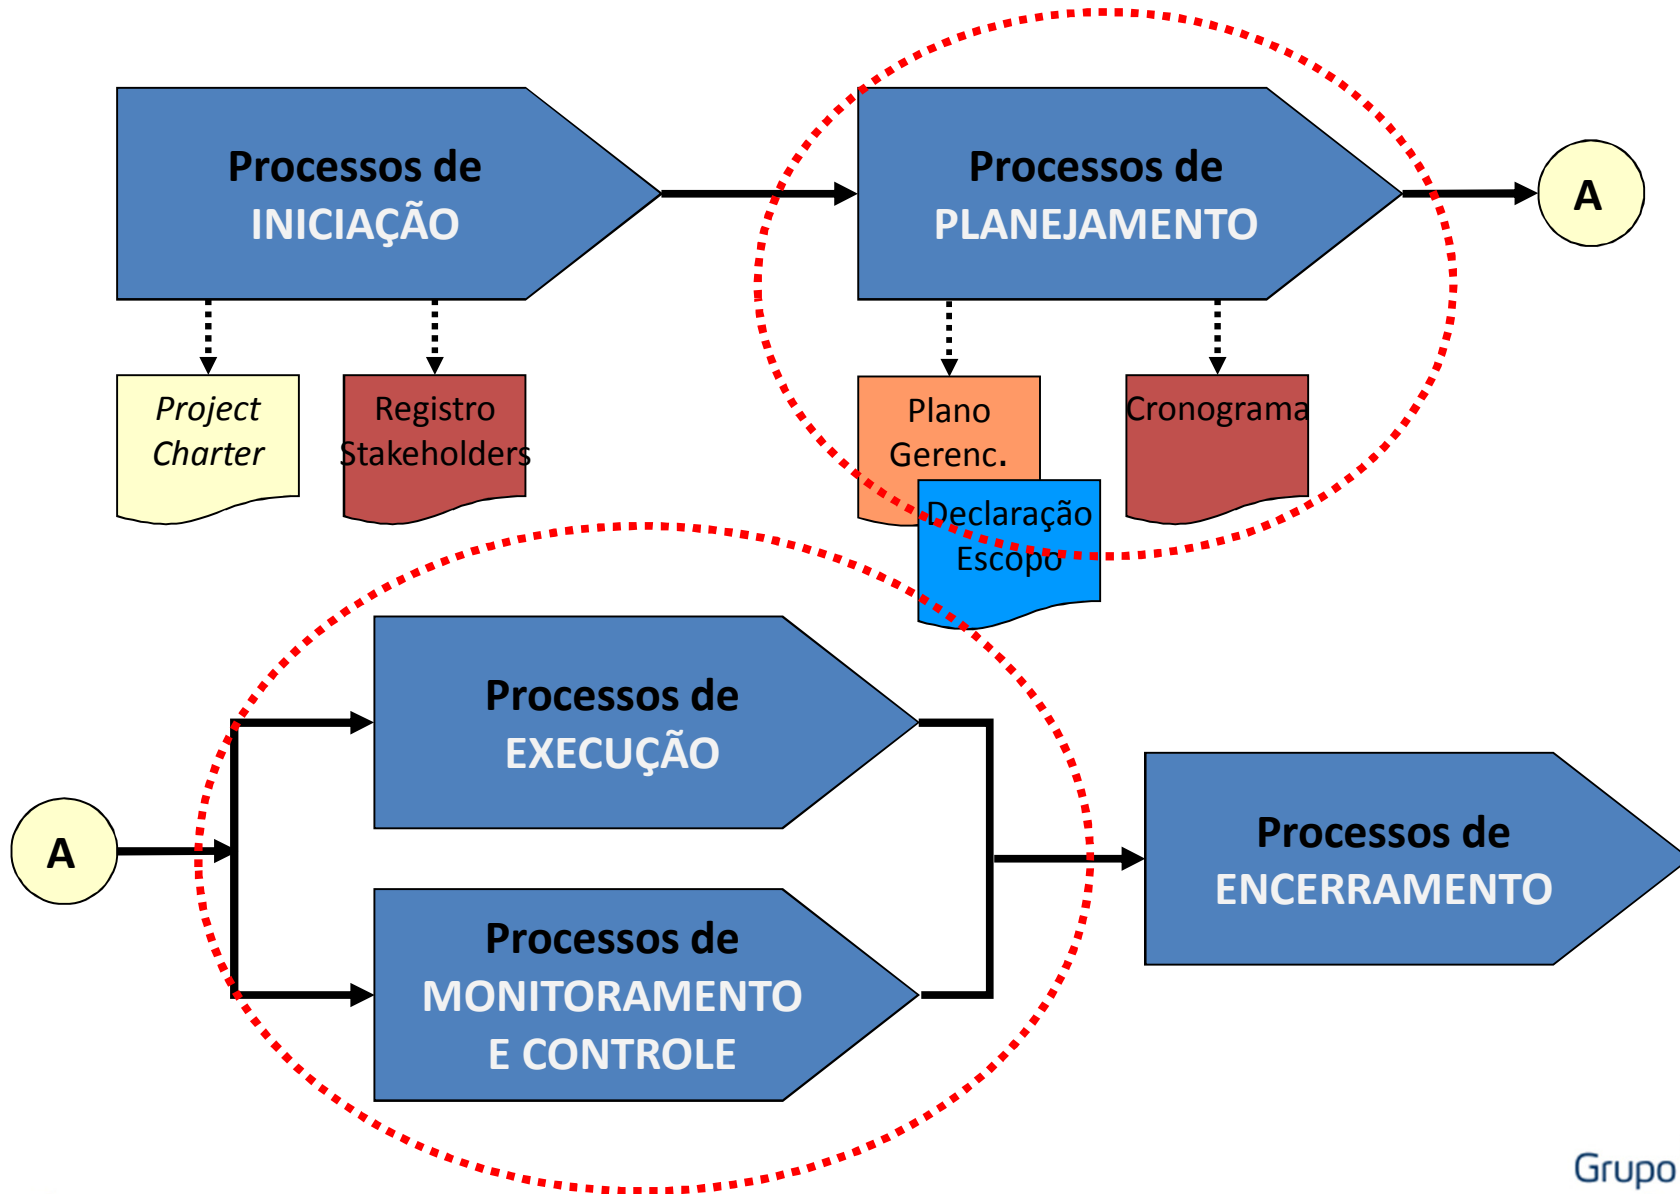 Processos de
INICIAÇÃO
Processos de
PLANEJAMENTO
A
Project
Charter
Registro
Stakeholders
Plano
Gerenc.
Cronograma
Declaração
Escopo
A
Processos de
EXECUÇÃO
Processos de
MONITORAMENTO
E CONTROLE
Processos de
ENCERRAMENTO
Grupo